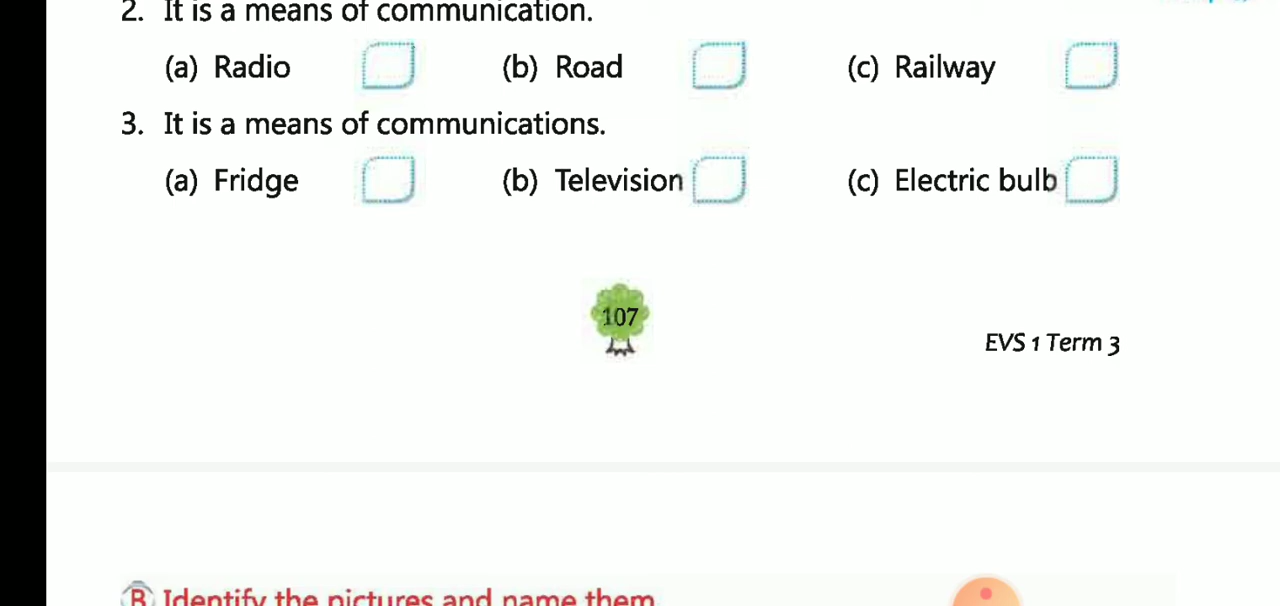 2. It is a means of communication.
(a) Radio (b) Road (c) Railway
3. It is a means of communications.
(a) Fridge (b) Television (c) Electric bulb
107
EVS 1 Term 3
B Identify the pictures and name them